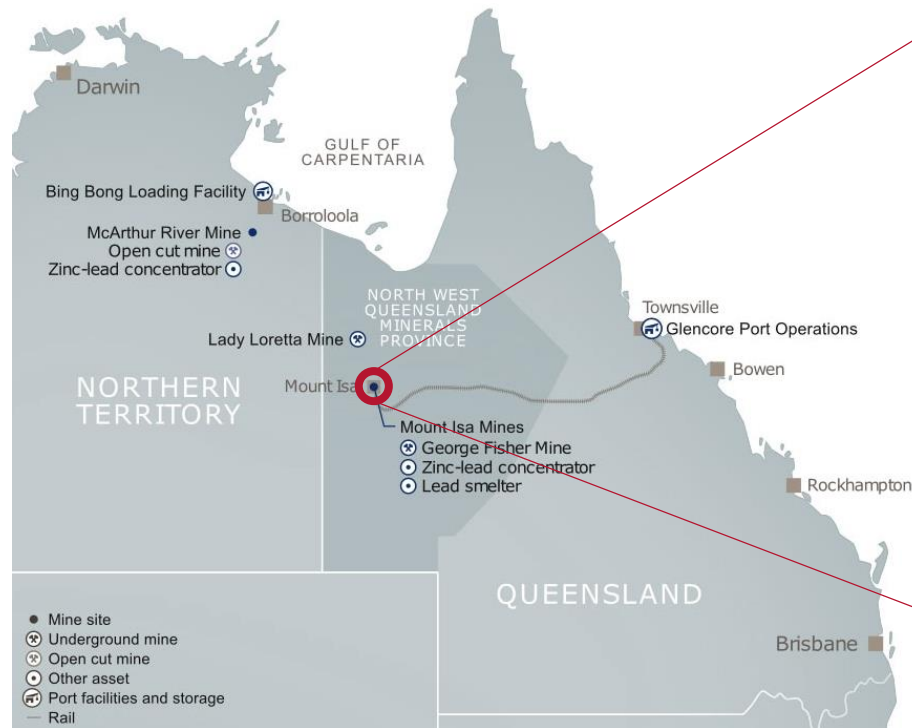 Darwin
GULF OF
CARPENTARIA
Bing Bong Loading Facility
Borroloola
McArthur River Mine
Open cut mine
Zinc-lead concentrator
NORTH WEST
QUEENSLAND
MINERALS
PROVINCE
Townsville
Glencore Port Operations
Lady Loretta Mine
Bowen
NORTHERN
TERRITORY
Mount Isa
Mount Isa Mines
George Fisher Mine
Zinc-lead concentrator
Lead smelter
Rockhampton
QUEENSLAND
Brisbane
Mine site
Underground mine
Open cut mine
Other asset
Port facilities and storage
Rail